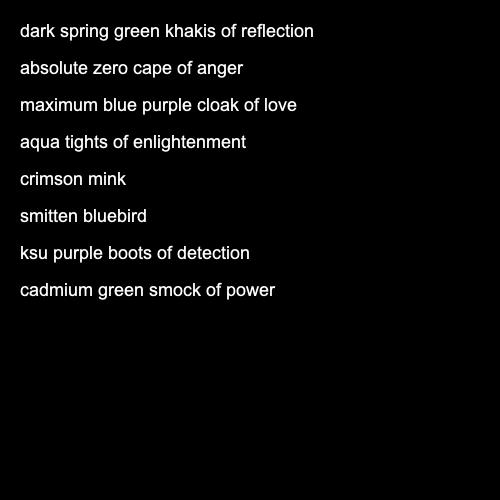 dark spring green khakis of reflection
absolute zero cape of anger
maximum blue purple cloak of love
aqua tights of enlightenment
crimson mink
smitten bluebird
ksu purple boots of detection
cadmium green smock of power